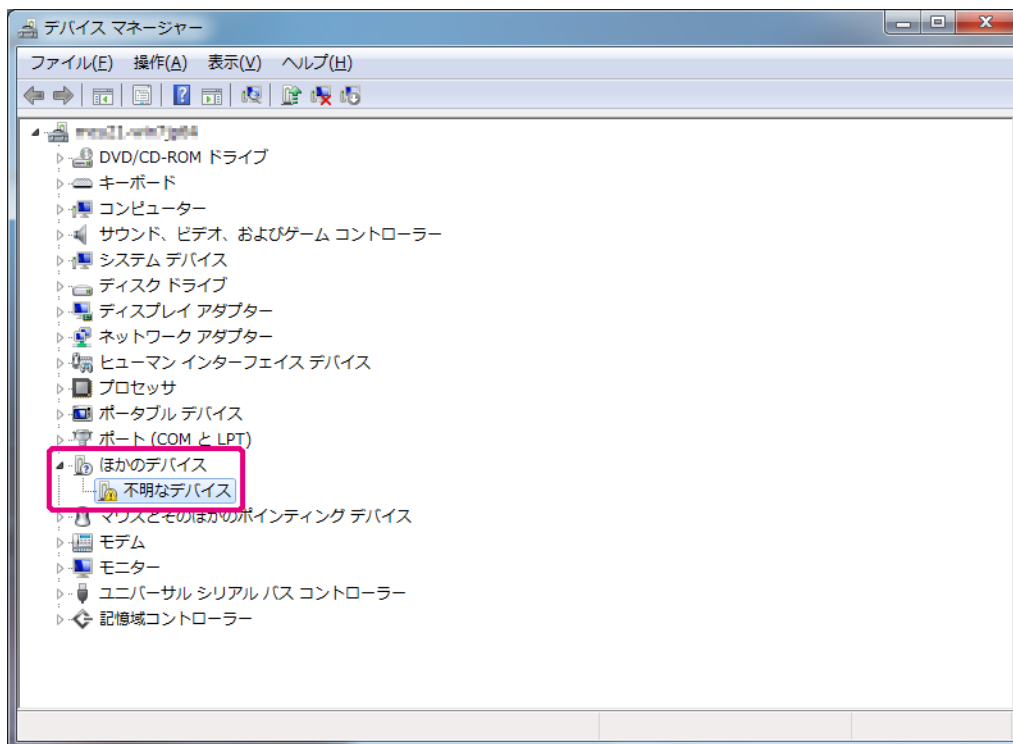 デバイス マネージャー
ファイル(F) 操作(A) 表示(V) ヘルプ(H)
DVD/CD-ROM ドライブ
キーボード
コンピューター
サウンド、ビデオ、およびゲーム コントローラー
システム デバイス
ディスク ドライブ
ディスプレイ アダプター
ネットワーク アダプター
ヒューマン インターフェイス デバイス
プロセッサ
ポータブル デバイス
ポート (COM と LPT)
ほかのデバイス
不明なデバイス
マウスとそのほかのポインティング デバイス
モデム
モニター
ユニバーサル シリアル バス コントローラー
記憶域コントローラー